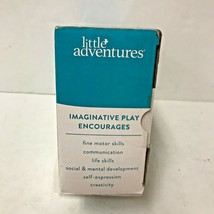 little
adventures®
IMAGINATIVE PLAY
ENCOURAGES
fine motor skills
communication
life skills
social & mental development
self-expression
creativity